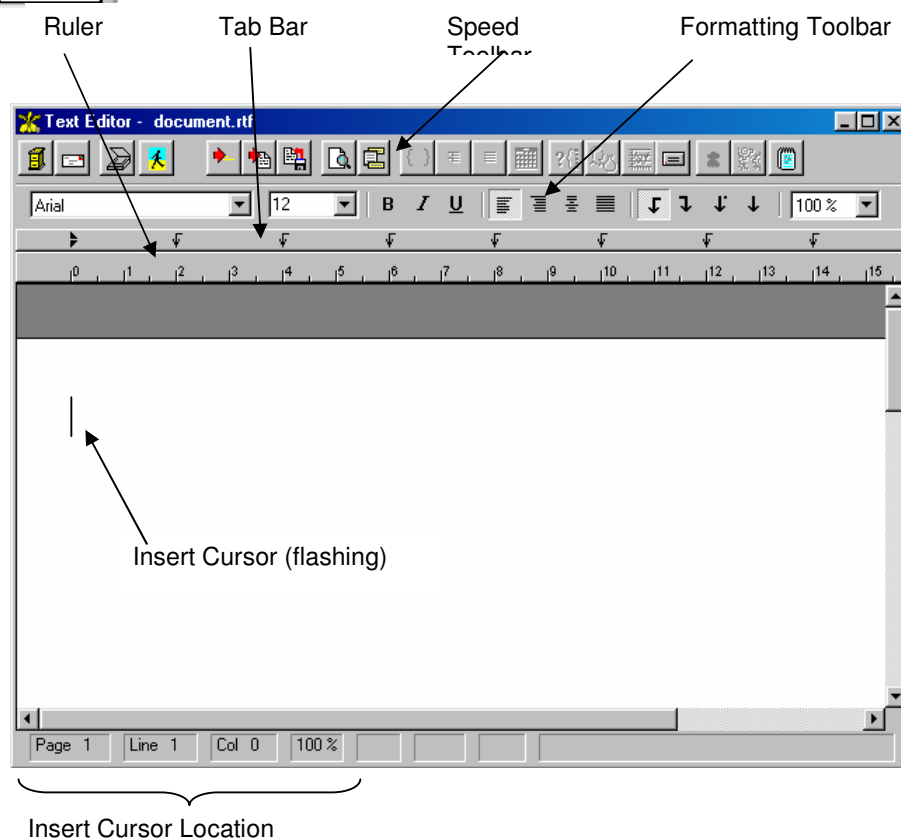 Ruler Tab Bar Speed Toolbar Formatting Toolbar
Text Editor - document.rtf
Arial 12 B I U 100 %
0 1 2 3 4 5 6 7 8 9 10 11 12 13 14 15
Insert Cursor (flashing)
Page 1 Line 1 Col 0 100 %
Insert Cursor Location